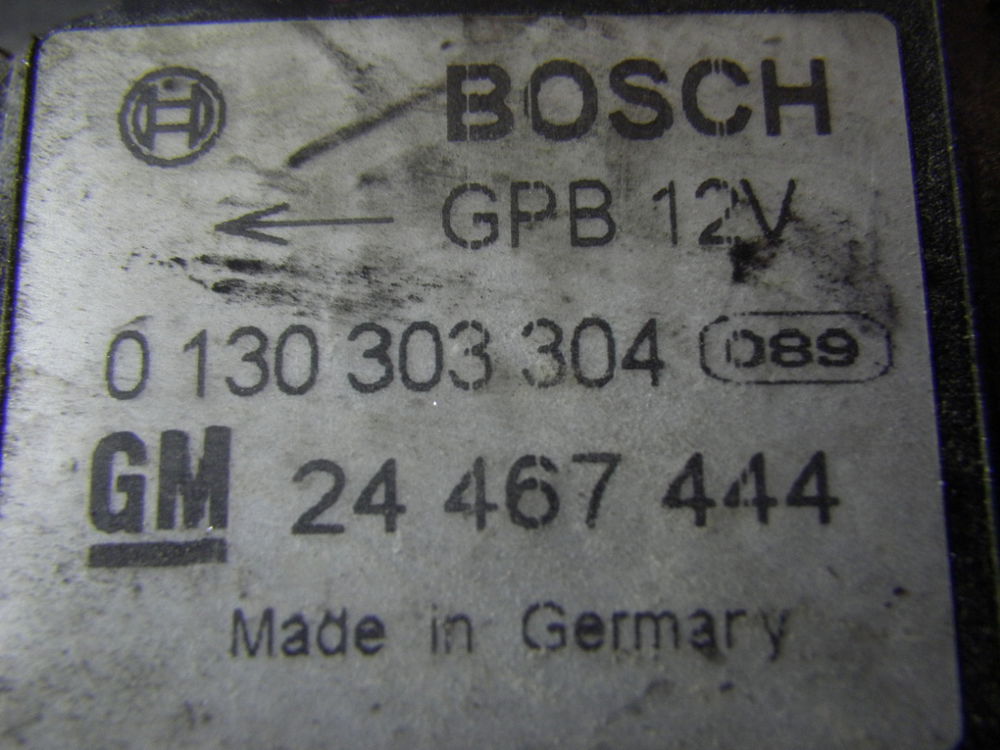 BOSCH
GPB 12V
0 130 303 304 089
GM 24 467 444
Made in Germany